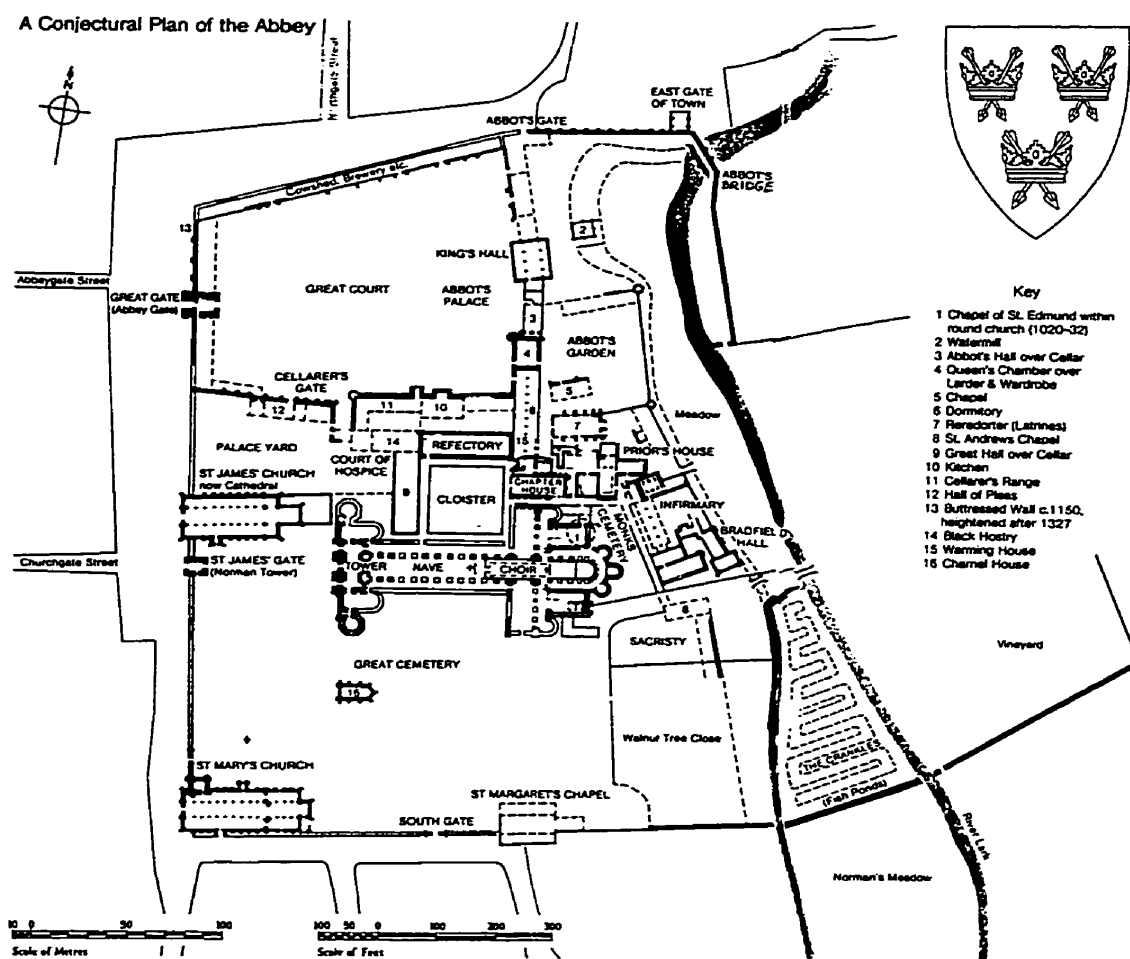 A Conjectural Plan of the Abbey
N
Northgate Street
EAST GATE
OF TOWN
ABBOT'S GATE
ABBOT'S
BRIDGE
Cowshed, Brewery etc.
13
2
KING'S HALL
Abbeygate Street
GREAT GATE
(Abbey Gate)
GREAT COURT
ABBOT'S
PALACE
3
4
ABBOT'S
GARDEN
CELLARER'S
GATE
12
11
10
5
6
7
Meadow
PALACE YARD
14
REFECTORY
15
PRIOR'S HOUSE
COURT OF
HOSPICE
ST JAMES' CHURCH
now Cathedral
9
CLOISTER
CHAPTER
HOUSE
MONKS
CEMETERY
INFIRMARY
BRADFIELD
HALL
Churchgate Street
ST JAMES' GATE
(Norman Tower)
TOWER
NAVE
CHOIR
1
8
SACRISTY
GREAT CEMETERY
16
Vineyard
Walnur Tree Close
ST MARY'S CHURCH
THE CRANKLES
(Fish Ponds)
ST MARGARET'S CHAPEL
SOUTH GATE
River Lark
Norman's Meadow
10 0 50 100
Scale of Metres
100 50 0 100 200 300
Scale of Feet
Key
1 Chapel of St. Edmund within
round church (1020-32)
2 Watermill
3 Abbot's Hall over Cellar
4 Queen's Chamber over
Larder & Wardrobe
5 Chapel
6 Dormitory
7 Reredorter (Latrines)
8 St. Andrews Chapel
9 Great Hall over Cellar
10 Kitchen
11 Cellarer's Range
12 Hall of Pleas
13 Buttressed Wall c.1150,
heightened after 1327
14 Black Hostry
15 Warming House
16 Charnel House